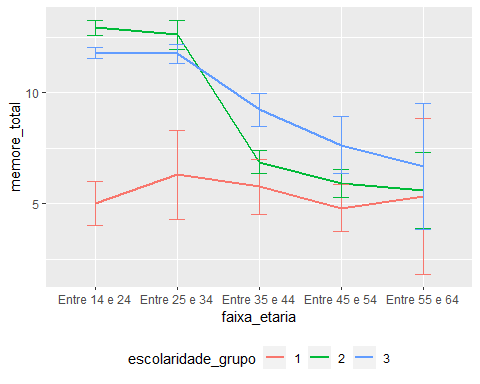 memore_total
10
5
Entre 14 e 24 Entre 25 e 34 Entre 35 e 44 Entre 45 e 54 Entre 55 e 64
faixa_etaria
escolaridade_grupo 1 2 3